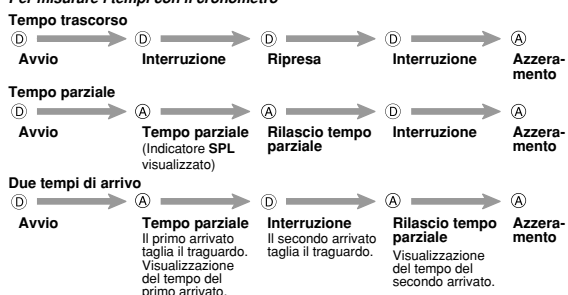 Per misurare i tempi con il cronometro
Tempo trascorso
D D D D A
Avvio Interruzione Ripresa Interruzione Azzera-
mento
Tempo parziale
D A A D A
Avvio Tempo parziale Rilascio tempo Interruzione Azzera-
(Indicatore SPL parziale mento
visualizzato)
Due tempi di arrivo
D A D A A
Avvio Tempo parziale Interruzione Rilascio tempo Azzera-
Il primo arrivato Il secondo arrivato parziale mento
taglia il traguardo. taglia il traguardo. Visualizzazione
Visualizzazione del tempo del
del tempo del secondo arrivato.
primo arrivato.